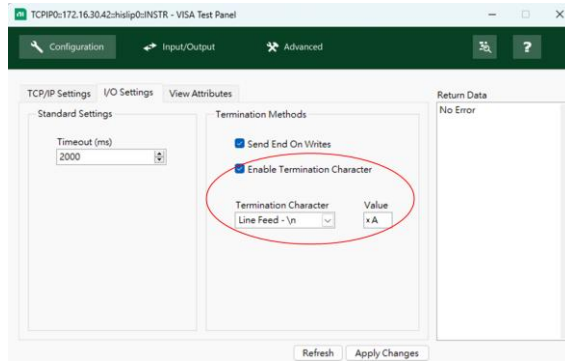 TCPIP0::172.16.30.42::hislip0::INSTR - VISA Test Panel
Configuration
Input/Output
Advanced
?
TCP/IP Settings
I/O Settings
View Attributes
Return Data
Standard Settings
Termination Methods
No Error
Timeout (ms)
2000
Send End On Writes
Enable Termination Character
Termination Character
Value
Line Feed - \n
xA
Refresh
Apply Changes